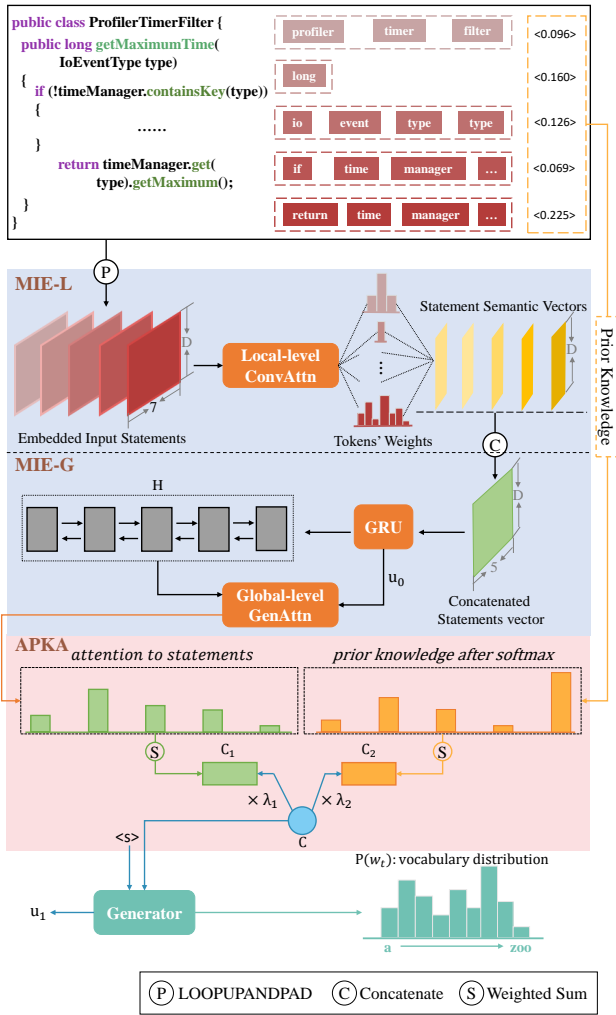 public class ProfilerTimerFilter {
public long getMaximumTime(
IoEventType type)
{
if (!timeManager.containsKey(type))
{
......
}
return timeManager.get(
type).getMaximum();
}
}
profiler timer filter <0.096>
long <0.160>
io event type type <0.126>
if time manager ... <0.069>
return time manager ... <0.225>
Prior Knowledge
P
MIE-L
D
7
Embedded Input Statements
Local-level
ConvAttn
⋮
Tokens' Weights
Statement Semantic Vectors
D
C
MIE-G
H
GRU
u0
Global-level
GenAttn
D
5
Concatenated
Statements vector
APKA
attention to statements
prior knowledge after softmax
S C1 C2 S
× λ1 × λ2
C
<s>
Generator
u1
P(wt): vocabulary distribution
a zoo
P LOOPUPANDPAD C Concatenate S Weighted Sum